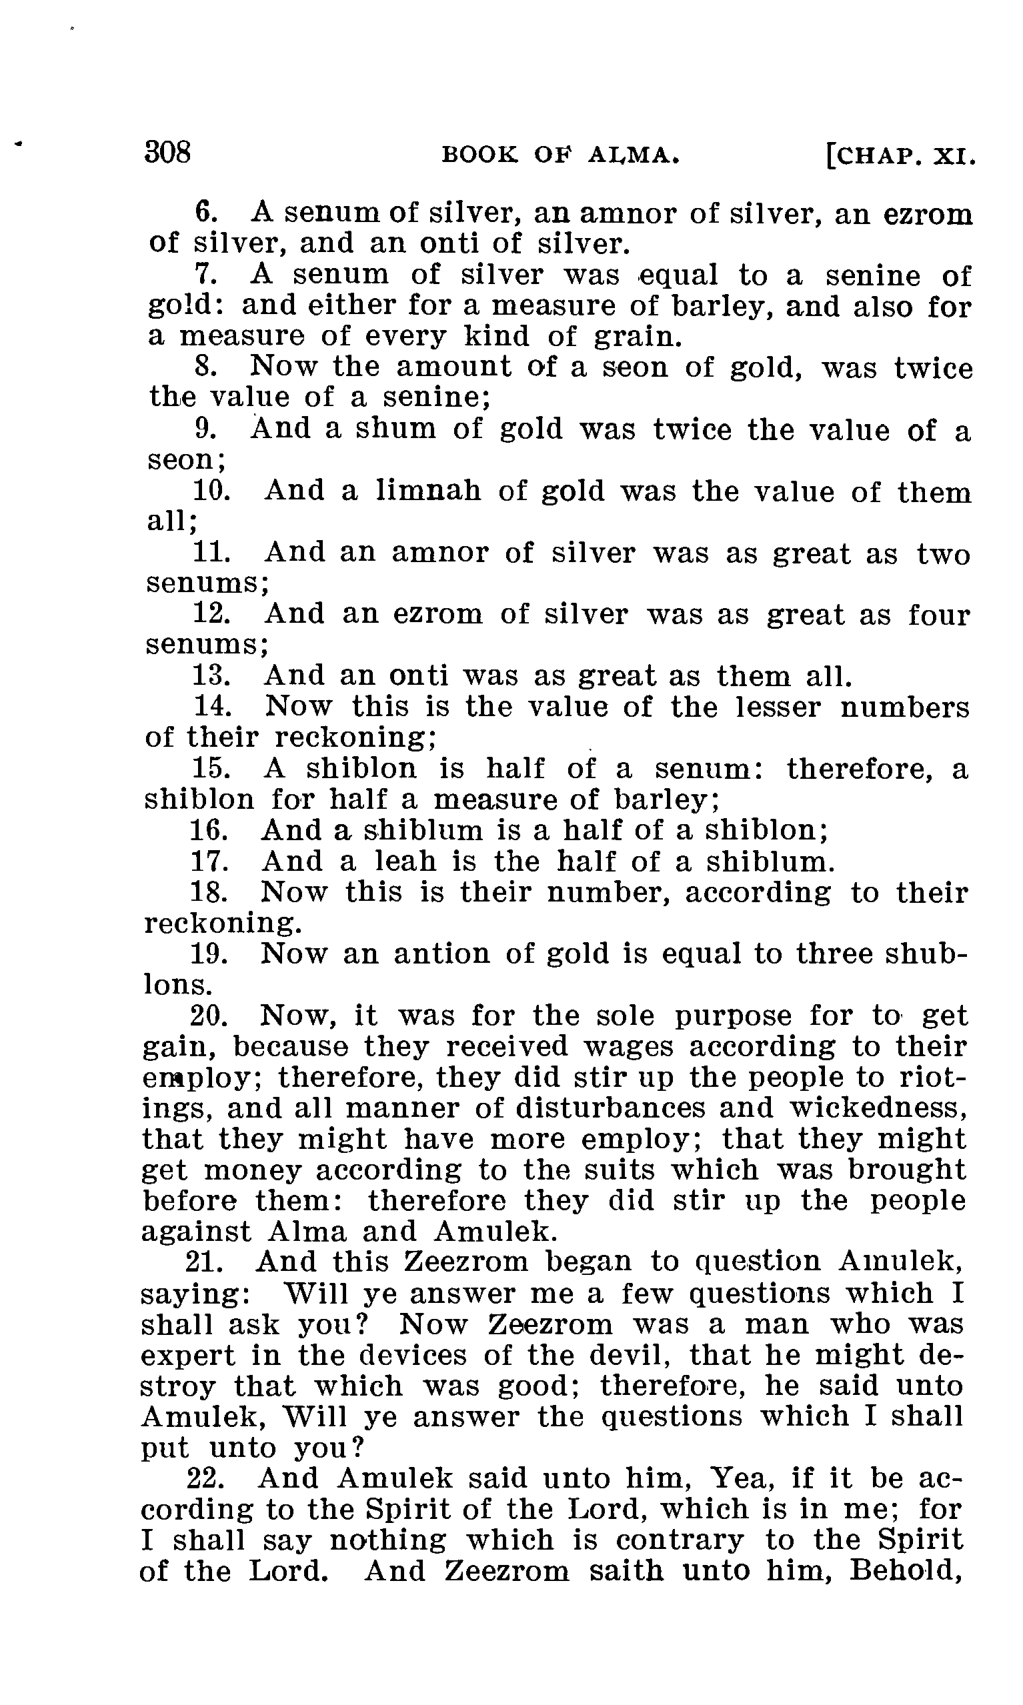 308 BOOK OF ALMA. [CHAP. XI.
6. A senum of silver, an amnor of silver, an ezrom
of silver, and an onti of silver.
7. A senum of silver was equal to a senine of
gold: and either for a measure of barley, and also for
a measure of every kind of grain.
8. Now the amount of a seon of gold, was twice
the value of a senine;
9. And a shum of gold was twice the value of a
seon;
10. And a limnah of gold was the value of them
all;
11. And an amnor of silver was as great as two
senums;
12. And an ezrom of silver was as great as four
senums;
13. And an onti was as great as them all.
14. Now this is the value of the lesser numbers
of their reckoning;
15. A shiblon is half of a senum: therefore, a
shiblon for half a measure of barley;
16. And a shiblum is a half of a shiblon;
17. And a leah is the half of a shiblum.
18. Now this is their number, according to their
reckoning.
19. Now an antion of gold is equal to three shub-
lons.
20. Now, it was for the sole purpose for to get
gain, because they received wages according to their
employ; therefore, they did stir up the people to riot-
ings, and all manner of disturbances and wickedness,
that they might have more employ; that they might
get money according to the suits which was brought
before them: therefore they did stir up the people
against Alma and Amulek.
21. And this Zeezrom began to question Amulek,
saying: Will ye answer me a few questions which I
shall ask you? Now Zeezrom was a man who was
expert in the devices of the devil, that he might de-
stroy that which was good; therefore, he said unto
Amulek, Will ye answer the questions which I shall
put unto you?
22. And Amulek said unto him, Yea, if it be ac-
cording to the Spirit of the Lord, which is in me; for
I shall say nothing which is contrary to the Spirit
of the Lord. And Zeezrom saith unto him, Behold,